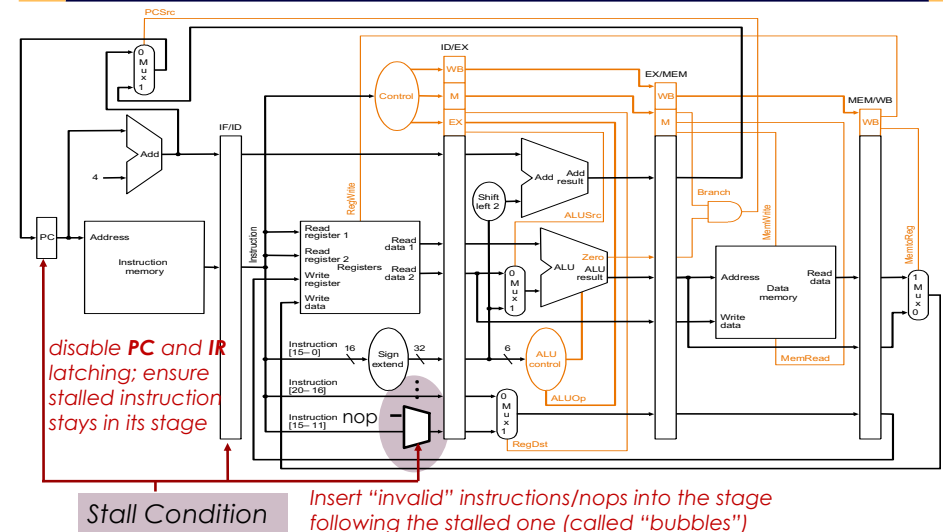 PCSrc
0
M
u
x
1
ID/EX
WB
M
EX
Control
EX/MEM
WB
M
MEM/WB
WB
IF/ID
Add
4
Add
Add
result
Shift
left 2
RegWrite
ALUSrc
Branch
MemWrite
MemtoReg
PC
Address
Instruction
memory
Instruction
Read
register 1
Read
register 2
Write
register
Write
data
Registers
Read
data 1
Read
data 2
0
M
u
x
1
Zero
ALU
ALU
result
Address
Write
data
Read
data
Data
memory
1
M
u
x
0
MemRead
Instruction
[15–0]
16
Sign
extend
32
6
ALU
control
ALUOp
Instruction
[20–16]
Instruction
[15–11]
nop
0
M
u
x
1
RegDst
disable PC and IR
latching; ensure
stalled instruction
stays in its stage
Stall Condition
Insert “invalid” instructions/nops into the stage
following the stalled one (called “bubbles”)